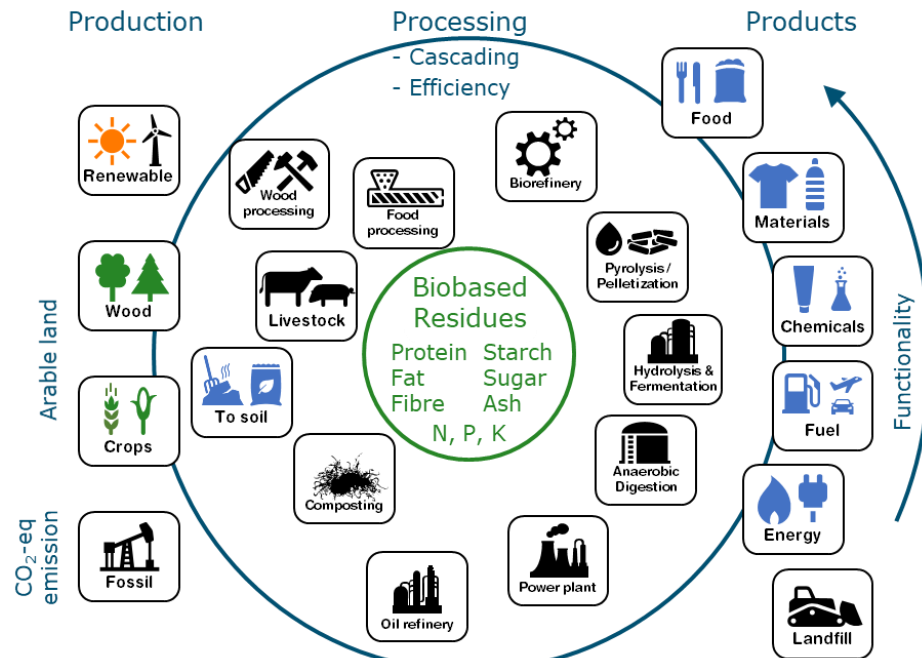 Production
Processing
Products
- Cascading
- Efficiency
Food
Renewable
Wood
processing
Food
processing
Biorefinery
Materials
Pyrolysis /
Pelletization
Arable land
Wood
Livestock
Biobased
Residues
Protein Starch
Fat Sugar
Fibre Ash
N, P, K
Chemicals
Functionality
Hydrolysis &
Fermentation
To soil
Crops
Fuel
Composting
Anaerobic
Digestion
Energy
CO₂-eq
emission
Fossil
Power plant
Oil refinery
Landfill